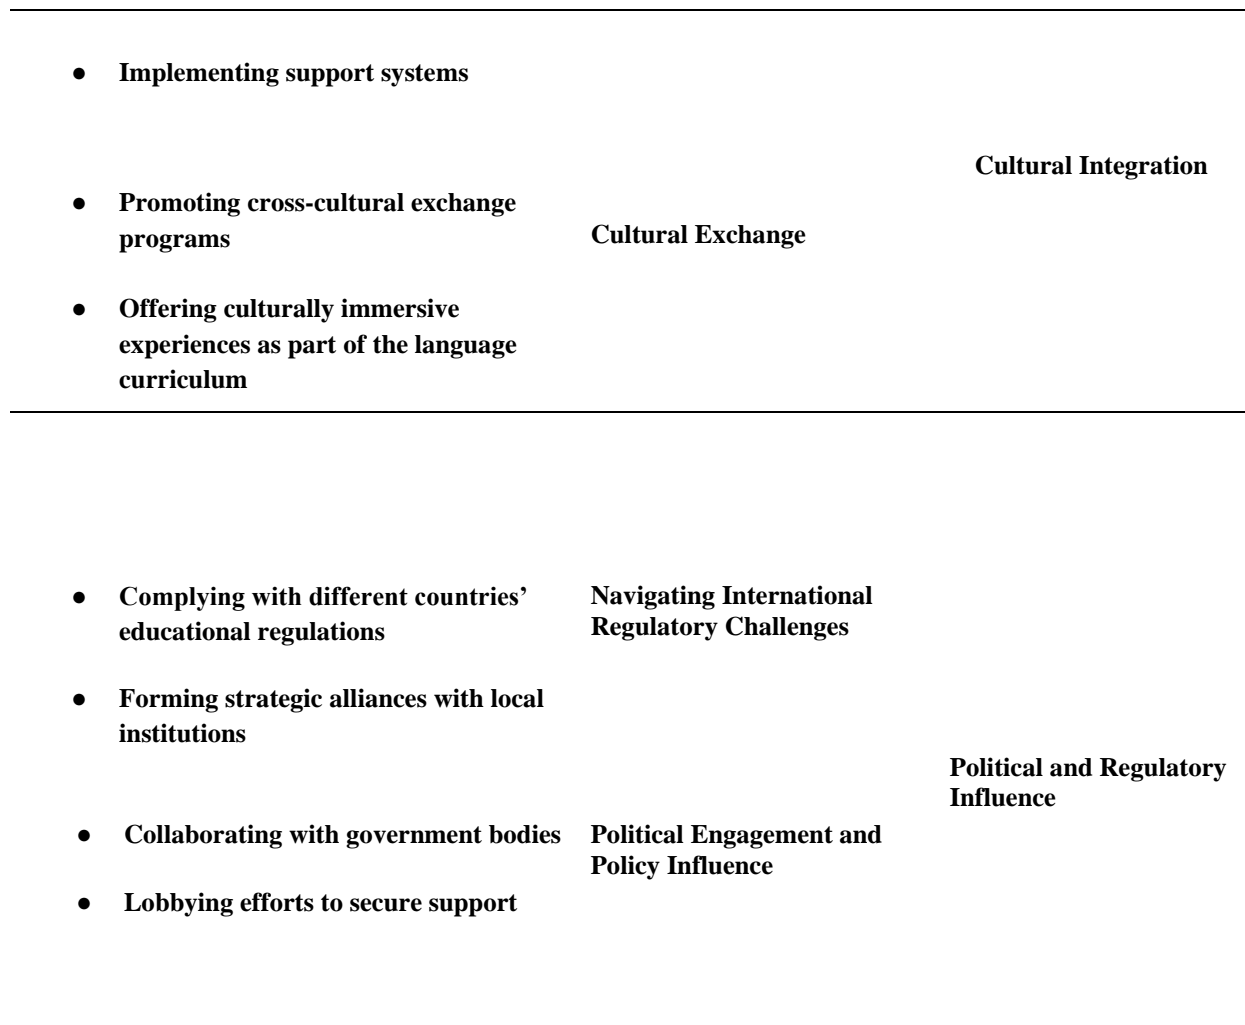 ● Implementing support systems
Cultural Integration
● Promoting cross-cultural exchange
programs
Cultural Exchange
● Offering culturally immersive
experiences as part of the language
curriculum
● Complying with different countries’
educational regulations
Navigating International
Regulatory Challenges
● Forming strategic alliances with local
institutions
Political and Regulatory
Influence
● Collaborating with government bodies
Political Engagement and
Policy Influence
● Lobbying efforts to secure support